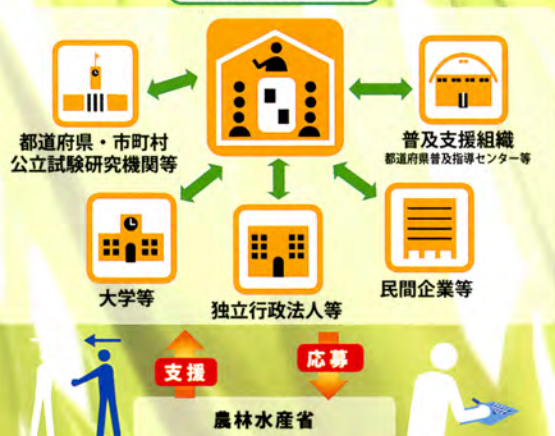 都道府県・市町村
公立試験研究機関等
普及支援組織
都道府県普及指導センター等
大学等
独立行政法人等
民間企業等
支援
応募
農林水産省